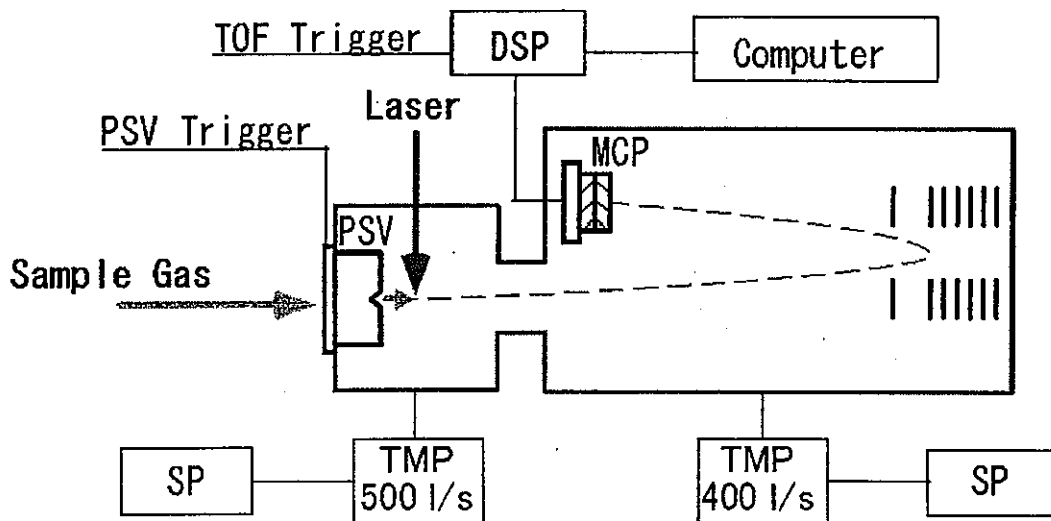 TOF Trigger
DSP
Computer
Laser
PSV Trigger
MCP
PSV
Sample Gas
SP
TMP
500 l/s
TMP
400 l/s
SP